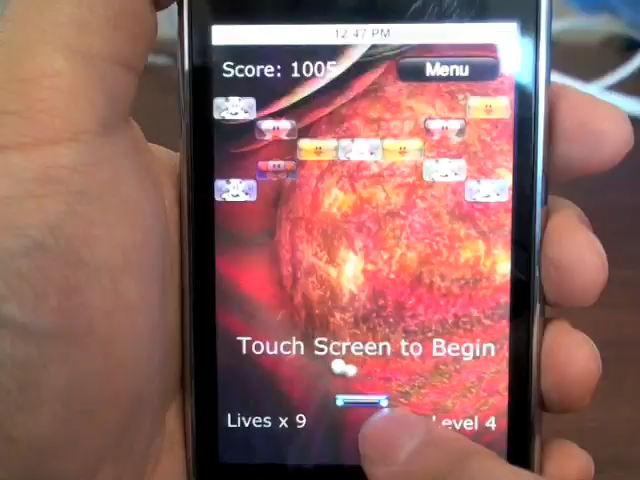 12:47 PM
Score: 1005
Menu
Touch Screen to Begin
Lives x 9
Level 4